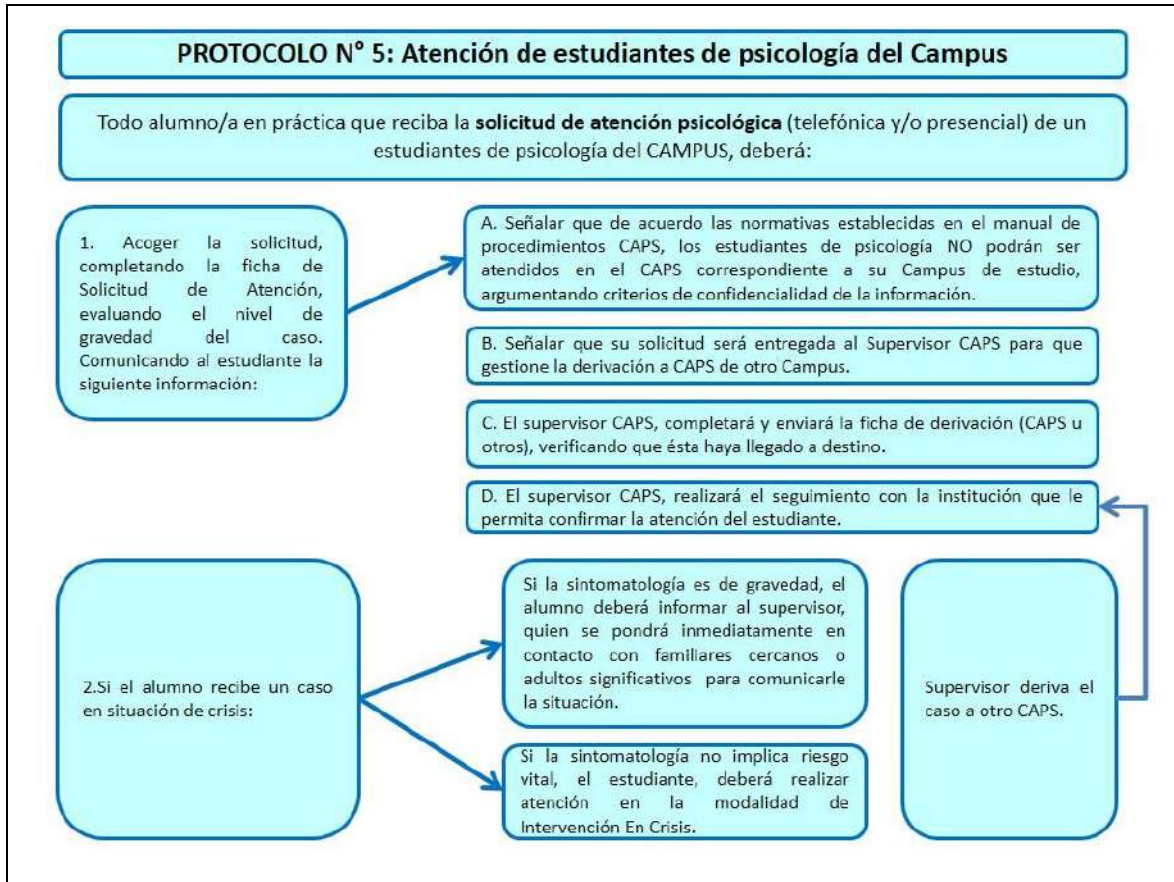 PROTOCOLO N° 5: Atención de estudiantes de psicología del Campus
Todo alumno/a en práctica que reciba la solicitud de atención psicológica (telefónica y/o presencial) de un
estudiantes de psicología del CAMPUS, deberá:
1. Acoger la solicitud,
completando la ficha de
Solicitud de Atención,
evaluando el nivel de
gravedad del caso.
Comunicando al estudiante la
siguiente información:
A. Señalar que de acuerdo las normativas establecidas en el manual de
procedimientos CAPS, los estudiantes de psicología NO podrán ser
atendidos en el CAPS correspondiente a su Campus de estudio,
argumentando criterios de confidencialidad de la información.
B. Señalar que su solicitud será entregada al Supervisor CAPS para que
gestione la derivación a CAPS de otro Campus.
C. El supervisor CAPS, completará y enviará la ficha de derivación (CAPS u
otros), verificando que ésta haya llegado a destino.
D. El supervisor CAPS, realizará el seguimiento con la institución que le
permita confirmar la atención del estudiante.
2.Si el alumno recibe un caso
en situación de crisis:
Si la sintomatología es de gravedad, el
alumno deberá informar al supervisor,
quien se pondrá inmediatamente en
contacto con familiares cercanos o
adultos significativos para comunicarle
la situación.
Si la sintomatología no implica riesgo
vital, el estudiante, deberá realizar
atención en la modalidad de
Intervención En Crisis.
Supervisor deriva el
caso a otro CAPS.